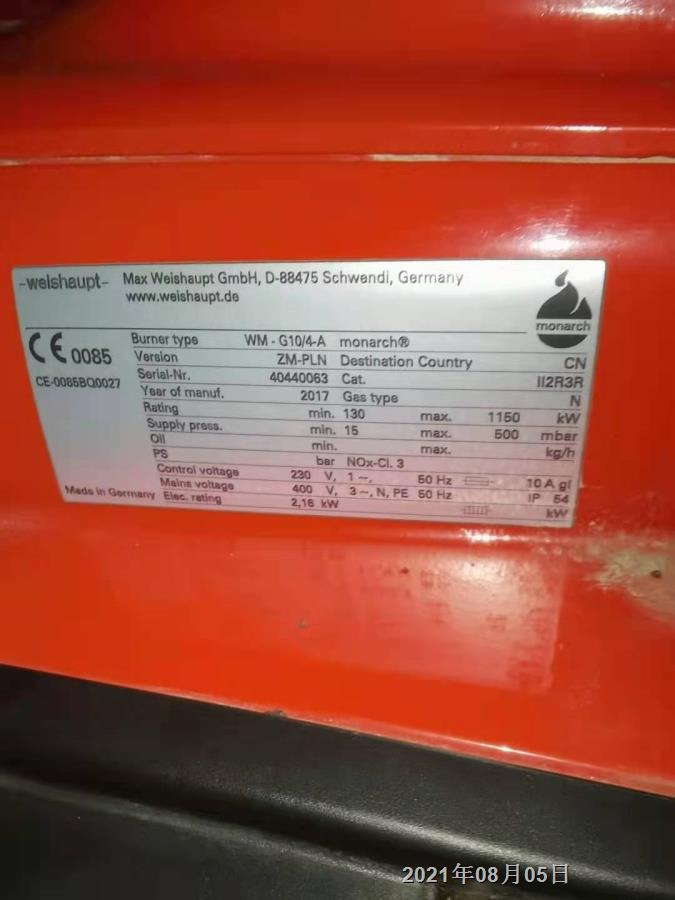 -weishaupt-
Max Weishaupt GmbH, D-88475 Schwendi, Germany
www.weishaupt.de
monarch
CE 0085
CE-0085BQ0027
Burner type WM - G10/4-A monarch®
Version ZM-PLN Destination Country CN
Serial-Nr. 40440063 Cat. II2R3R
Year of manuf. 2017 Gas type N
Rating min. 130 max. 1150 kW
Supply press. min. 15 max. 500 mbar
Oil min. max. kg/h
PS bar NOx-Cl. 3
Control voltage 230 V, 1~, 50 Hz 10 A gl
Mains voltage 400 V, 3~, N, PE 50 Hz IP 54
Elec. rating 2,16 kW kW
Made in Germany
2021年08月05日